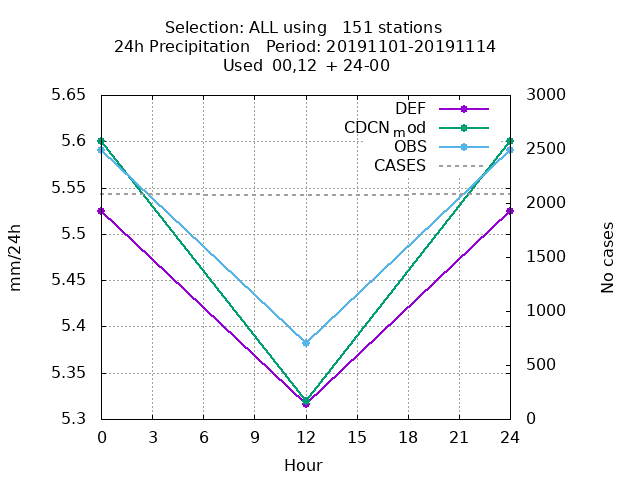 Selection: ALL using   151 stations
24h Precipitation   Period: 20191101-20191114
Used  00,12  + 24-00
5.65
5.6
5.55
5.5
5.45
5.4
5.35
5.3
3000
2500
2000
1500
1000
500
0
DEF
CDCN_mod
OBS
CASES
mm/24h
No cases
0 3 6 9 12 15 18 21 24
Hour